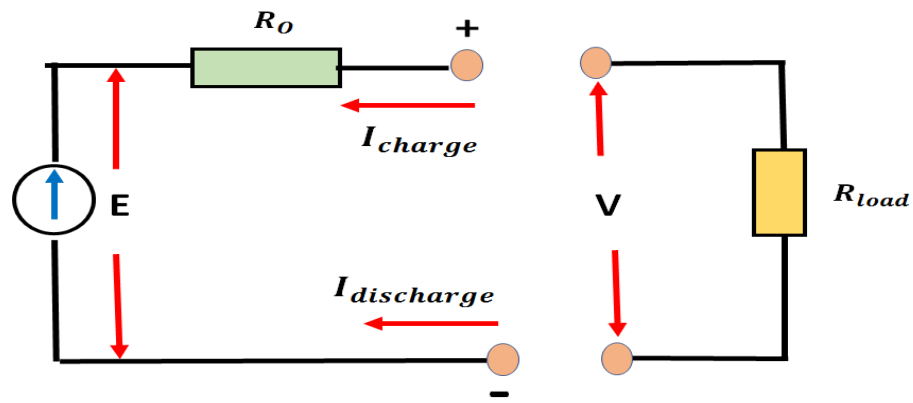 R_O
+
I_charge
E
V
R_load
I_discharge
-